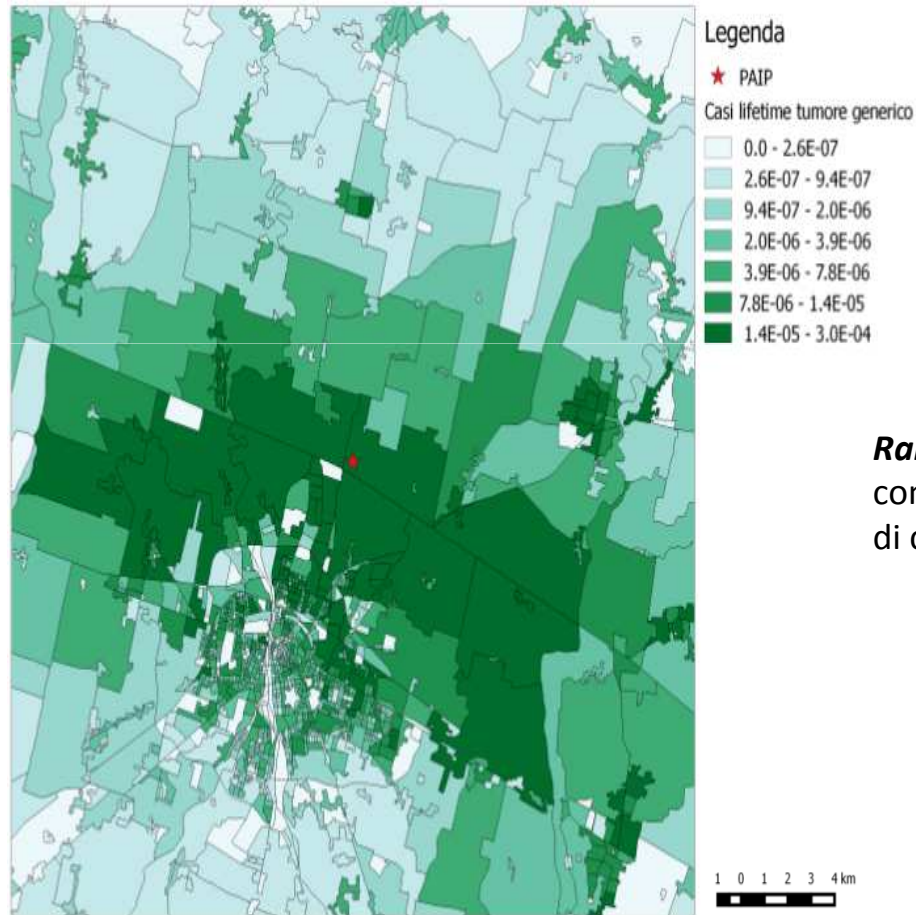 Legenda
PAIP
Casi lifetime tumore generico
0.0 - 2.6E-07
2.6E-07 - 9.4E-07
9.4E-07 - 2.0E-06
2.0E-06 - 3.9E-06
3.9E-06 - 7.8E-06
7.8E-06 - 1.4E-05
1.4E-05 - 3.0E-04
di
1 0 1 2 3 4 km